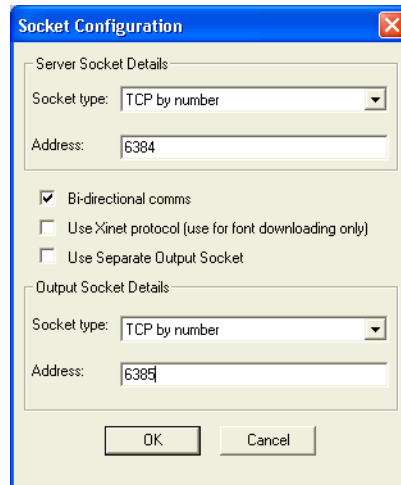 Socket Configuration
Server Socket Details
Socket type: TCP by number
Address: 6384
Bi-directional comms
Use Xinet protocol (use for font downloading only)
Use Separate Output Socket
Output Socket Details
Socket type: TCP by number
Address: 6385
OK Cancel